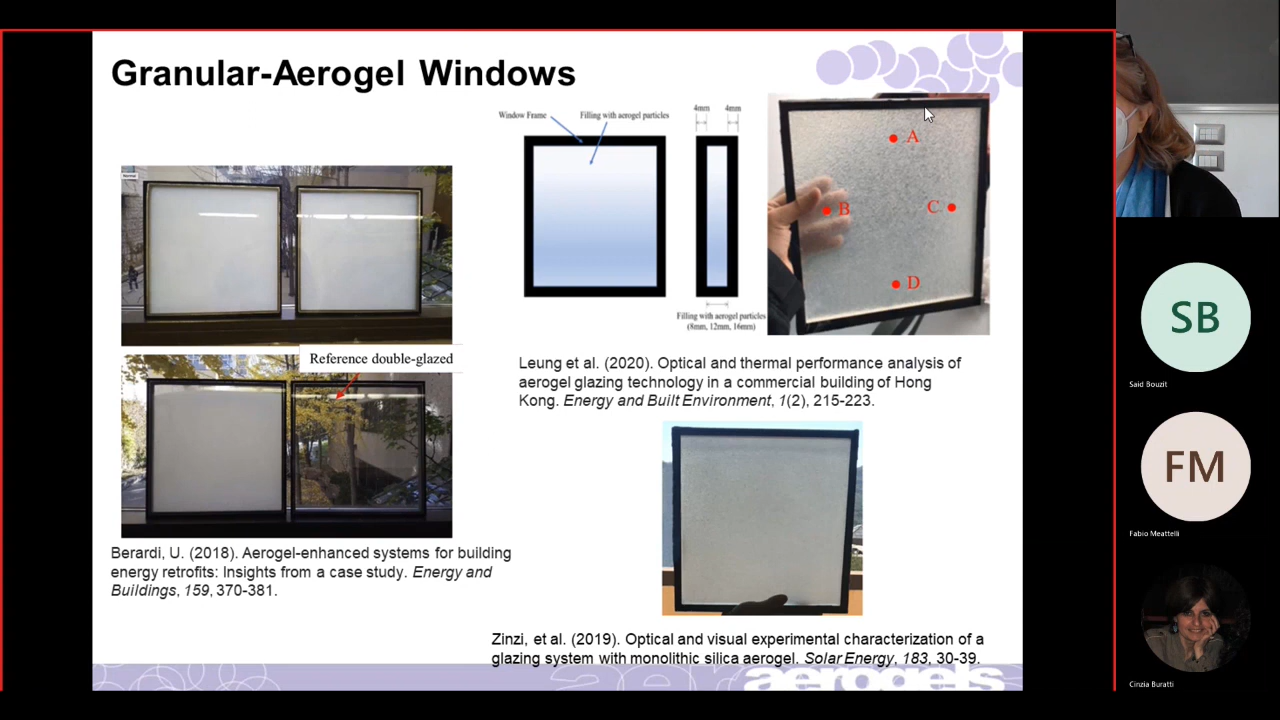 Granular-Aerogel Windows
Window Frame
Filling with aerogel particles
4mm
4mm
A
B
C
D
Filling with aerogel particles
(8mm, 12mm, 16mm)
Reference double-glazed
Leung et al. (2020). Optical and thermal performance analysis of
aerogel glazing technology in a commercial building of Hong
Kong. Energy and Built Environment, 1(2), 215-223.
Berardi, U. (2018). Aerogel-enhanced systems for building
energy retrofits: Insights from a case study. Energy and
Buildings, 159, 370-381.
Zinzi, et al. (2019). Optical and visual experimental characterization of a
glazing system with monolithic silica aerogel. Solar Energy, 183, 30-39.
aerogels
SB
Said Bouzit
FM
Fabio Meattelli
Cinzia Buratti